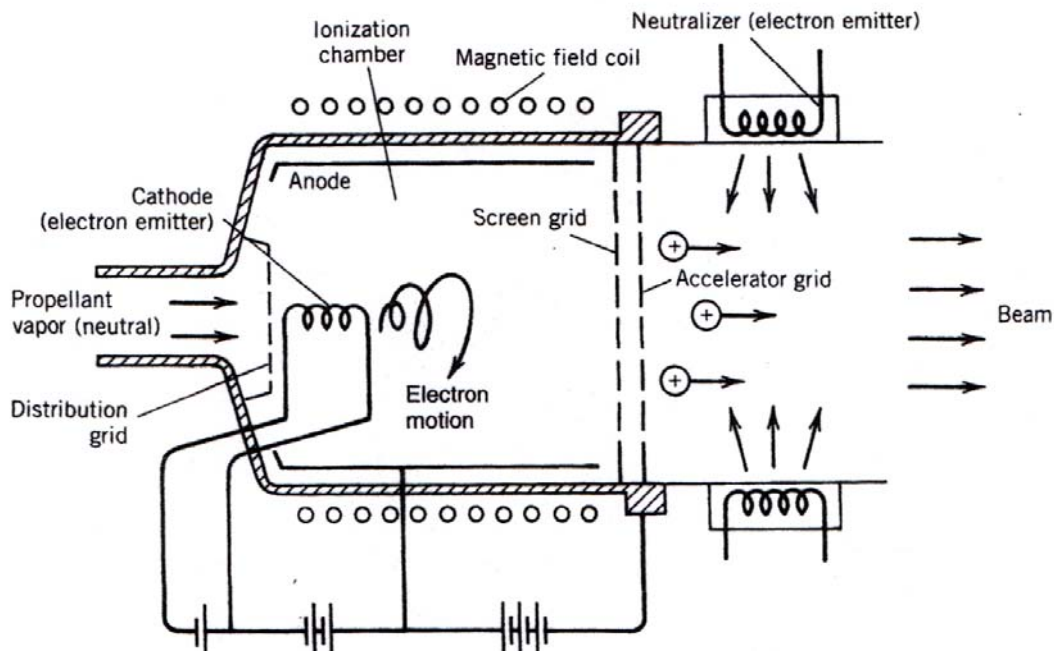 Neutralizer (electron emitter)
Ionization
chamber
Magnetic field coil
Anode
Cathode
(electron emitter)
Screen grid
Accelerator grid
Propellant
vapor (neutral)
Beam
Distribution
grid
Electron
motion
+
+
+